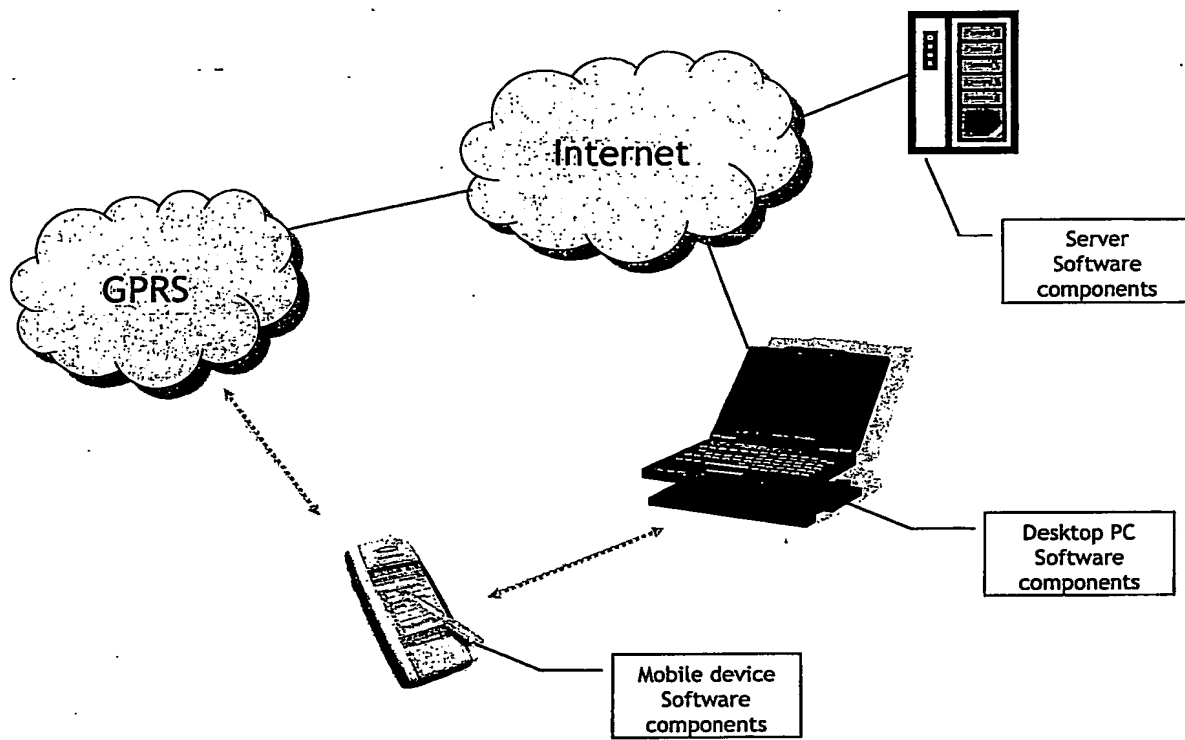 Internet
GPRS
Server
Software
components
Desktop PC
Software
components
Mobile device
Software
components